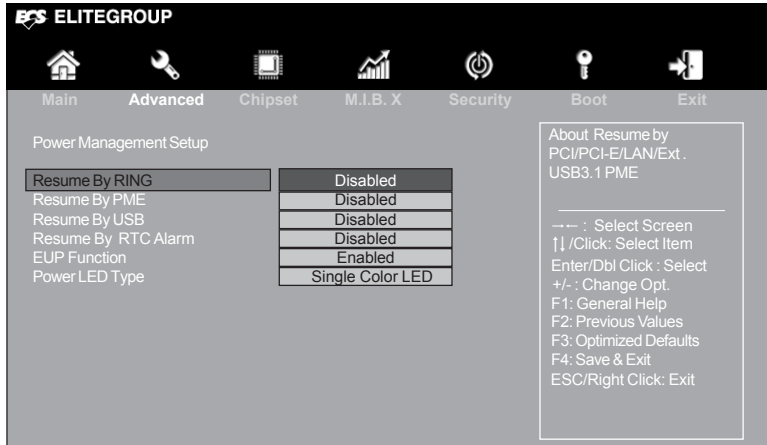 ECS ELITEGROUP
Main Advanced Chipset M.I.B. X Security Boot Exit
Power Management Setup
Resume By RING Disabled
Resume By PME Disabled
Resume By USB Disabled
Resume By RTC Alarm Disabled
EUP Function Enabled
Power LED Type Single Color LED
About Resume by
PCI/PCI-E/LAN/Ext .
USB3.1 PME
→← : Select Screen
↑↓ /Click: Select Item
Enter/Dbl Click : Select
+/- : Change Opt.
F1: General Help
F2: Previous Values
F3: Optimized Defaults
F4: Save & Exit
ESC/Right Click: Exit